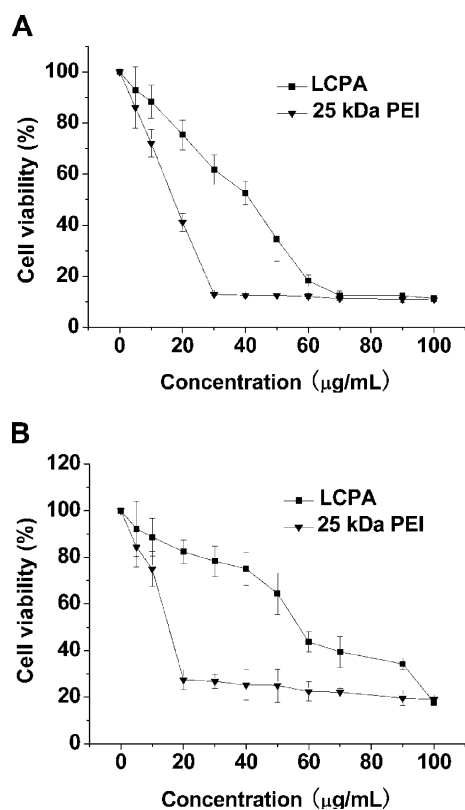 A
LCPA
25 kDa PEI
Cell viability (%)
100
80
60
40
20
0
0 20 40 60 80 100
Concentration (μg/mL)
B
LCPA
25 kDa PEI
Cell viability (%)
120
100
80
60
40
20
0
0 20 40 60 80 100
Concentration (μg/mL)